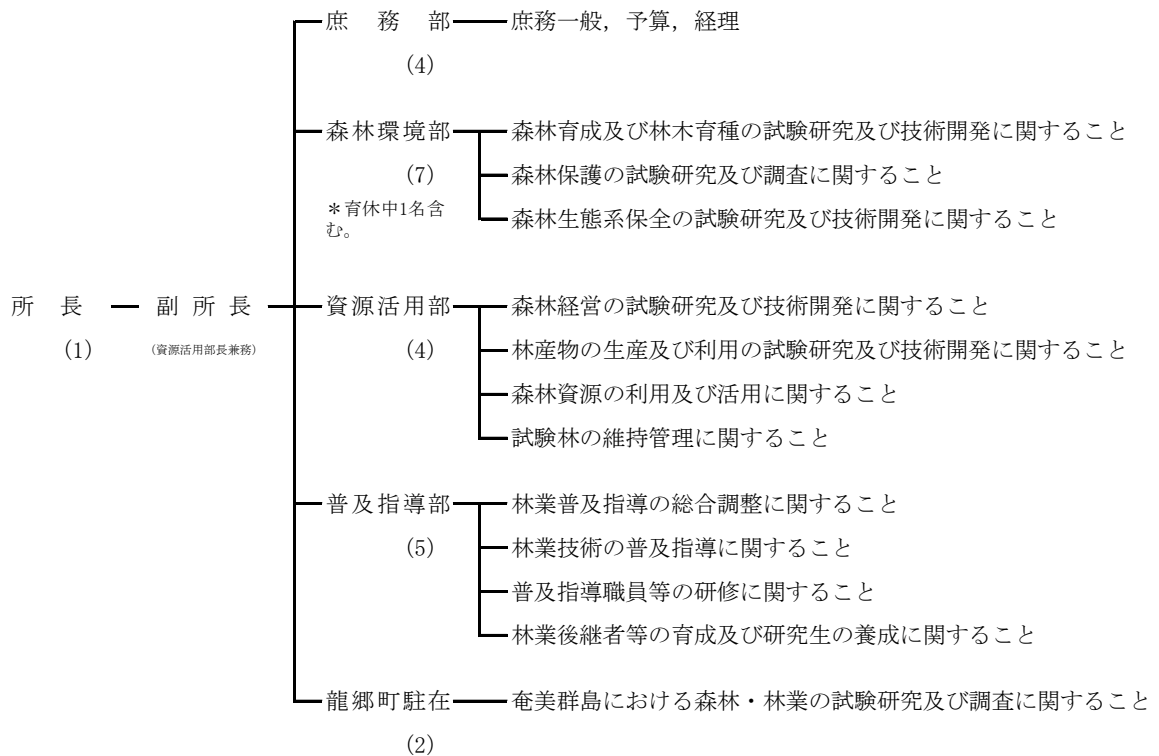 庶務部 庶務一般，予算，経理
(4)
森林環境部 森林育成及び林木育種の試験研究及び技術開発に関すること
(7) 森林保護の試験研究及び調査に関すること
＊育休中1名含む。 森林生態系保全の試験研究及び技術開発に関すること
所長 副所長 資源活用部 森林経営の試験研究及び技術開発に関すること
(1) (資源活用部長兼務) (4) 林産物の生産及び利用の試験研究及び技術開発に関すること
森林資源の利用及び活用に関すること
試験林の維持管理に関すること
普及指導部 林業普及指導の総合調整に関すること
(5) 林業技術の普及指導に関すること
普及指導職員等の研修に関すること
林業後継者等の育成及び研究生の養成に関すること
龍郷町駐在 奄美群島における森林・林業の試験研究及び調査に関すること
(2)